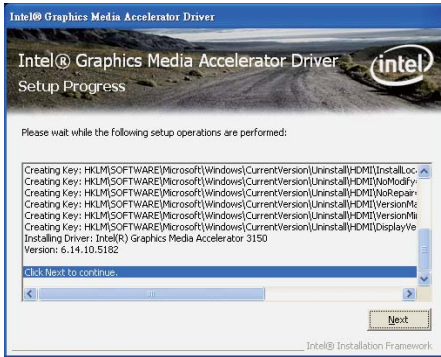 Intel® Graphics Media Accelerator Driver
Intel® Graphics Media Accelerator Driver
intel
Setup Progress
Please wait while the following setup operations are performed:
Creating Key: HKLM\SOFTWARE\Microsoft\Windows\CurrentVersion\Uninstall\HDMI\InstallLoc
Creating Key: HKLM\SOFTWARE\Microsoft\Windows\CurrentVersion\Uninstall\HDMI\NoModify
Creating Key: HKLM\SOFTWARE\Microsoft\Windows\CurrentVersion\Uninstall\HDMI\NoRepair
Creating Key: HKLM\SOFTWARE\Microsoft\Windows\CurrentVersion\Uninstall\HDMI\VersionMa
Creating Key: HKLM\SOFTWARE\Microsoft\Windows\CurrentVersion\Uninstall\HDMI\VersionMi
Creating Key: HKLM\SOFTWARE\Microsoft\Windows\CurrentVersion\Uninstall\HDMI\DisplayVe
Installing Driver: Intel(R) Graphics Media Accelerator 3150
Version: 6.14.10.5182
Click Next to continue.
Next
Intel® Installation Framework